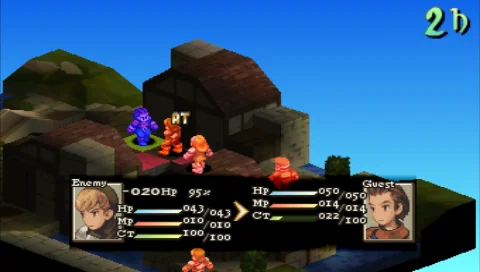 2h
AT
Enemy
-020Hp 95%
Hp 043/043
Mp 010/010
CT 100/100
Guest
Hp 050/050
Mp 014/014
CT 022/100